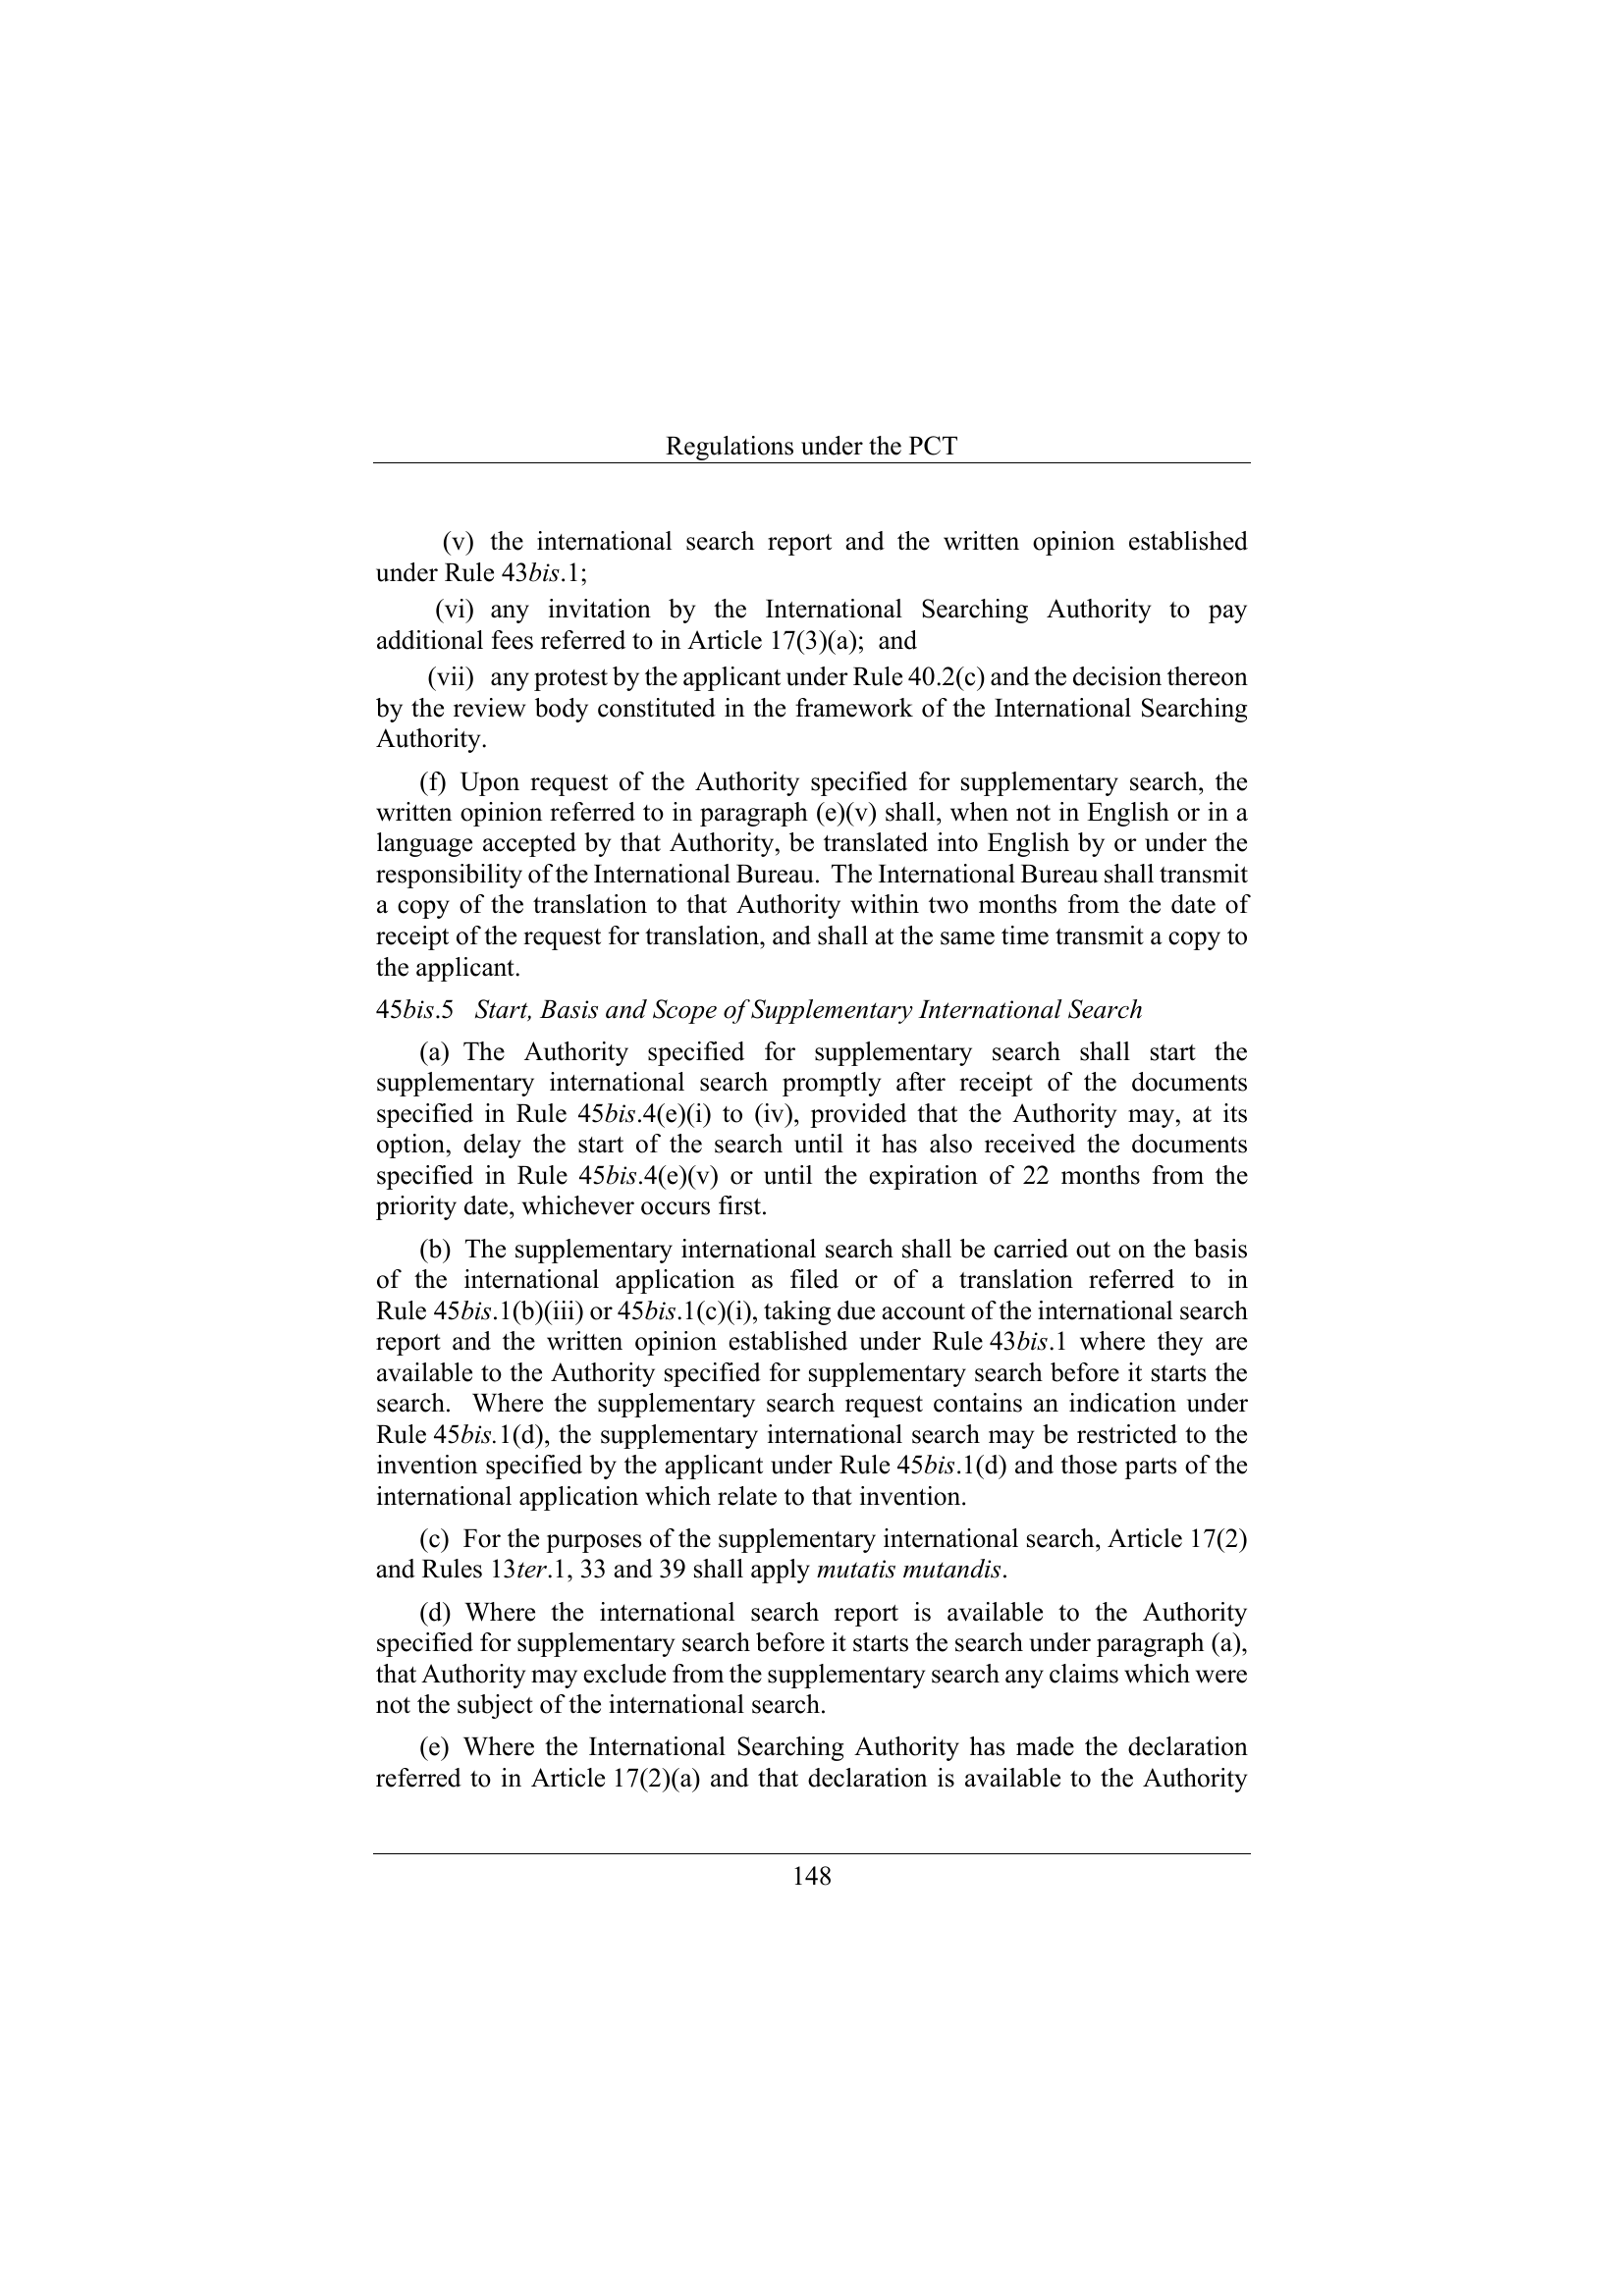 Regulations under the PCT
(v) the international search report and the written opinion established
under Rule 43bis.1;
(vi) any invitation by the International Searching Authority to pay
additional fees referred to in Article 17(3)(a); and
(vii) any protest by the applicant under Rule 40.2(c) and the decision thereon
by the review body constituted in the framework of the International Searching
Authority.
(f) Upon request of the Authority specified for supplementary search, the
written opinion referred to in paragraph (e)(v) shall, when not in English or in a
language accepted by that Authority, be translated into English by or under the
responsibility of the International Bureau. The International Bureau shall transmit
a copy of the translation to that Authority within two months from the date of
receipt of the request for translation, and shall at the same time transmit a copy to
the applicant.
45bis.5 Start, Basis and Scope of Supplementary International Search
(a) The Authority specified for supplementary search shall start the
supplementary international search promptly after receipt of the documents
specified in Rule 45bis.4(e)(i) to (iv), provided that the Authority may, at its
option, delay the start of the search until it has also received the documents
specified in Rule 45bis.4(e)(v) or until the expiration of 22 months from the
priority date, whichever occurs first.
(b) The supplementary international search shall be carried out on the basis
of the international application as filed or of a translation referred to in
Rule 45bis.1(b)(iii) or 45bis.1(c)(i), taking due account of the international search
report and the written opinion established under Rule 43bis.1 where they are
available to the Authority specified for supplementary search before it starts the
search. Where the supplementary search request contains an indication under
Rule 45bis.1(d), the supplementary international search may be restricted to the
invention specified by the applicant under Rule 45bis.1(d) and those parts of the
international application which relate to that invention.
(c) For the purposes of the supplementary international search, Article 17(2)
and Rules 13ter.1, 33 and 39 shall apply mutatis mutandis.
(d) Where the international search report is available to the Authority
specified for supplementary search before it starts the search under paragraph (a),
that Authority may exclude from the supplementary search any claims which were
not the subject of the international search.
(e) Where the International Searching Authority has made the declaration
referred to in Article 17(2)(a) and that declaration is available to the Authority
148